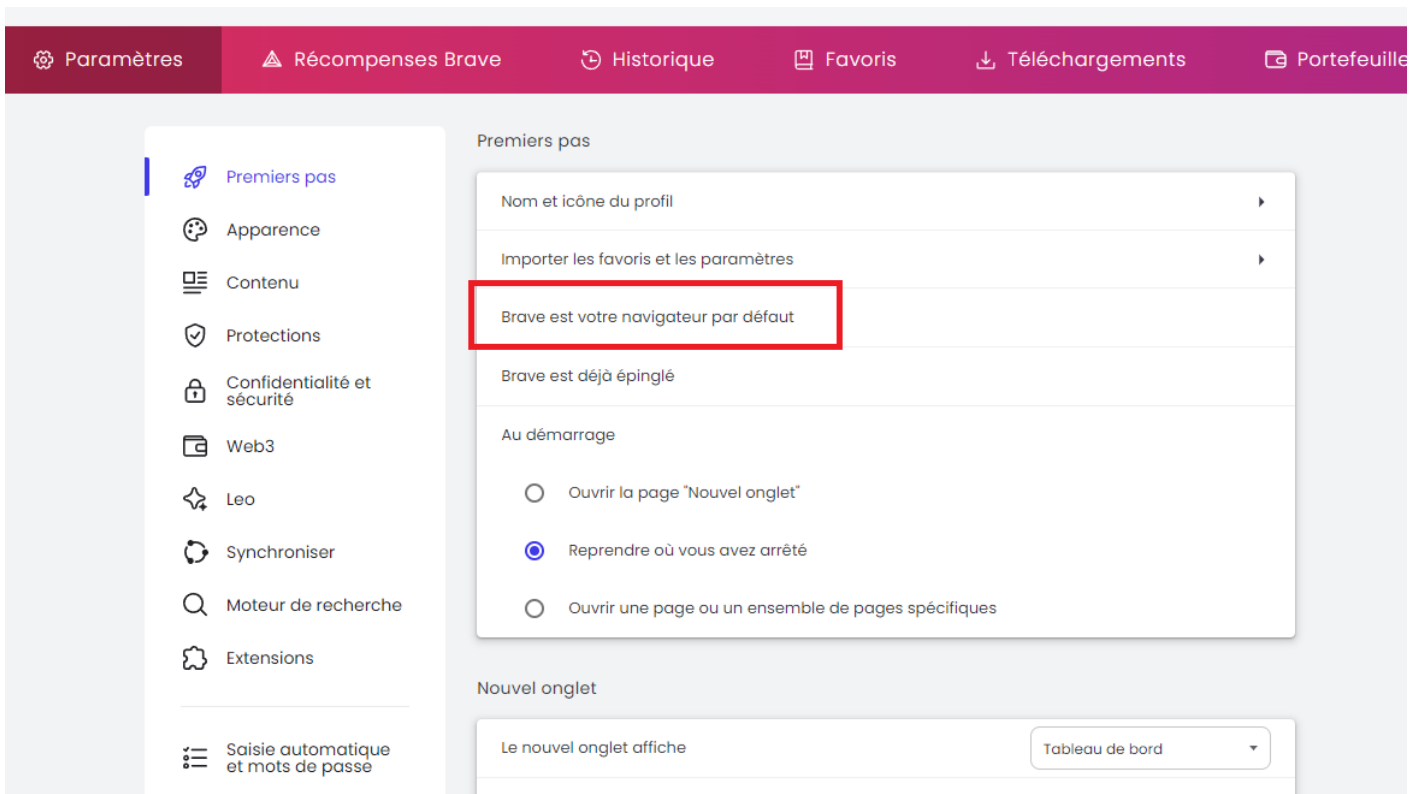 Paramètres
Récompenses Brave
Historique
Favoris
Téléchargements
Portefeuille
Premiers pas
Apparence
Contenu
Protections
Confidentialité et
sécurité
Web3
Leo
Synchroniser
Moteur de recherche
Extensions
Saisie automatique
et mots de passe
Premiers pas
Nom et icône du profil
Importer les favoris et les paramètres
Brave est votre navigateur par défaut
Brave est déjà épinglé
Au démarrage
Ouvrir la page "Nouvel onglet"
Reprendre où vous avez arrêté
Ouvrir une page ou un ensemble de pages spécifiques
Nouvel onglet
Le nouvel onglet affiche
Tableau de bord